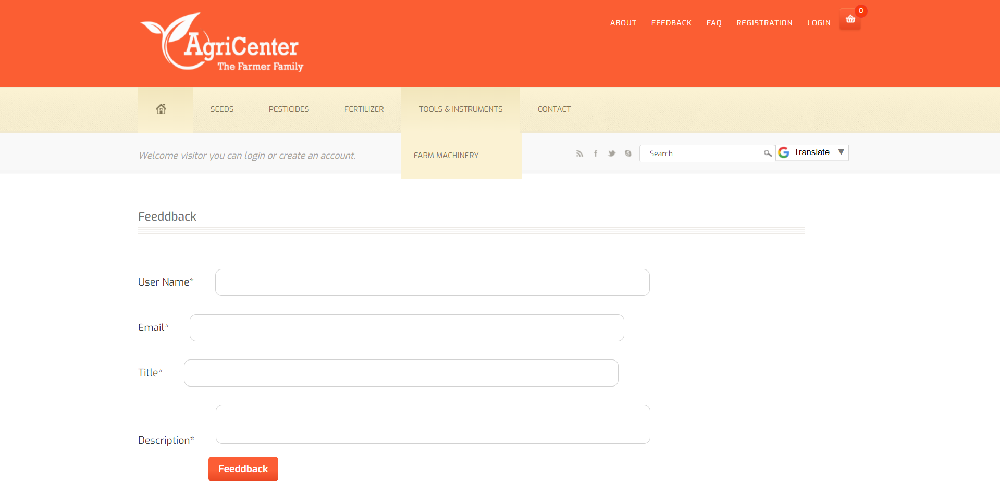 AgriCenter
The Farmer Family
ABOUT FEEDBACK FAQ REGISTRATION LOGIN 0
SEEDS PESTICIDES FERTILIZER TOOLS & INSTRUMENTS CONTACT
Welcome visitor you can login or create an account.
FARM MACHINERY
Search
Translate ▼
Feeddback
User Name*
Email*
Title*
Description*
Feeddback